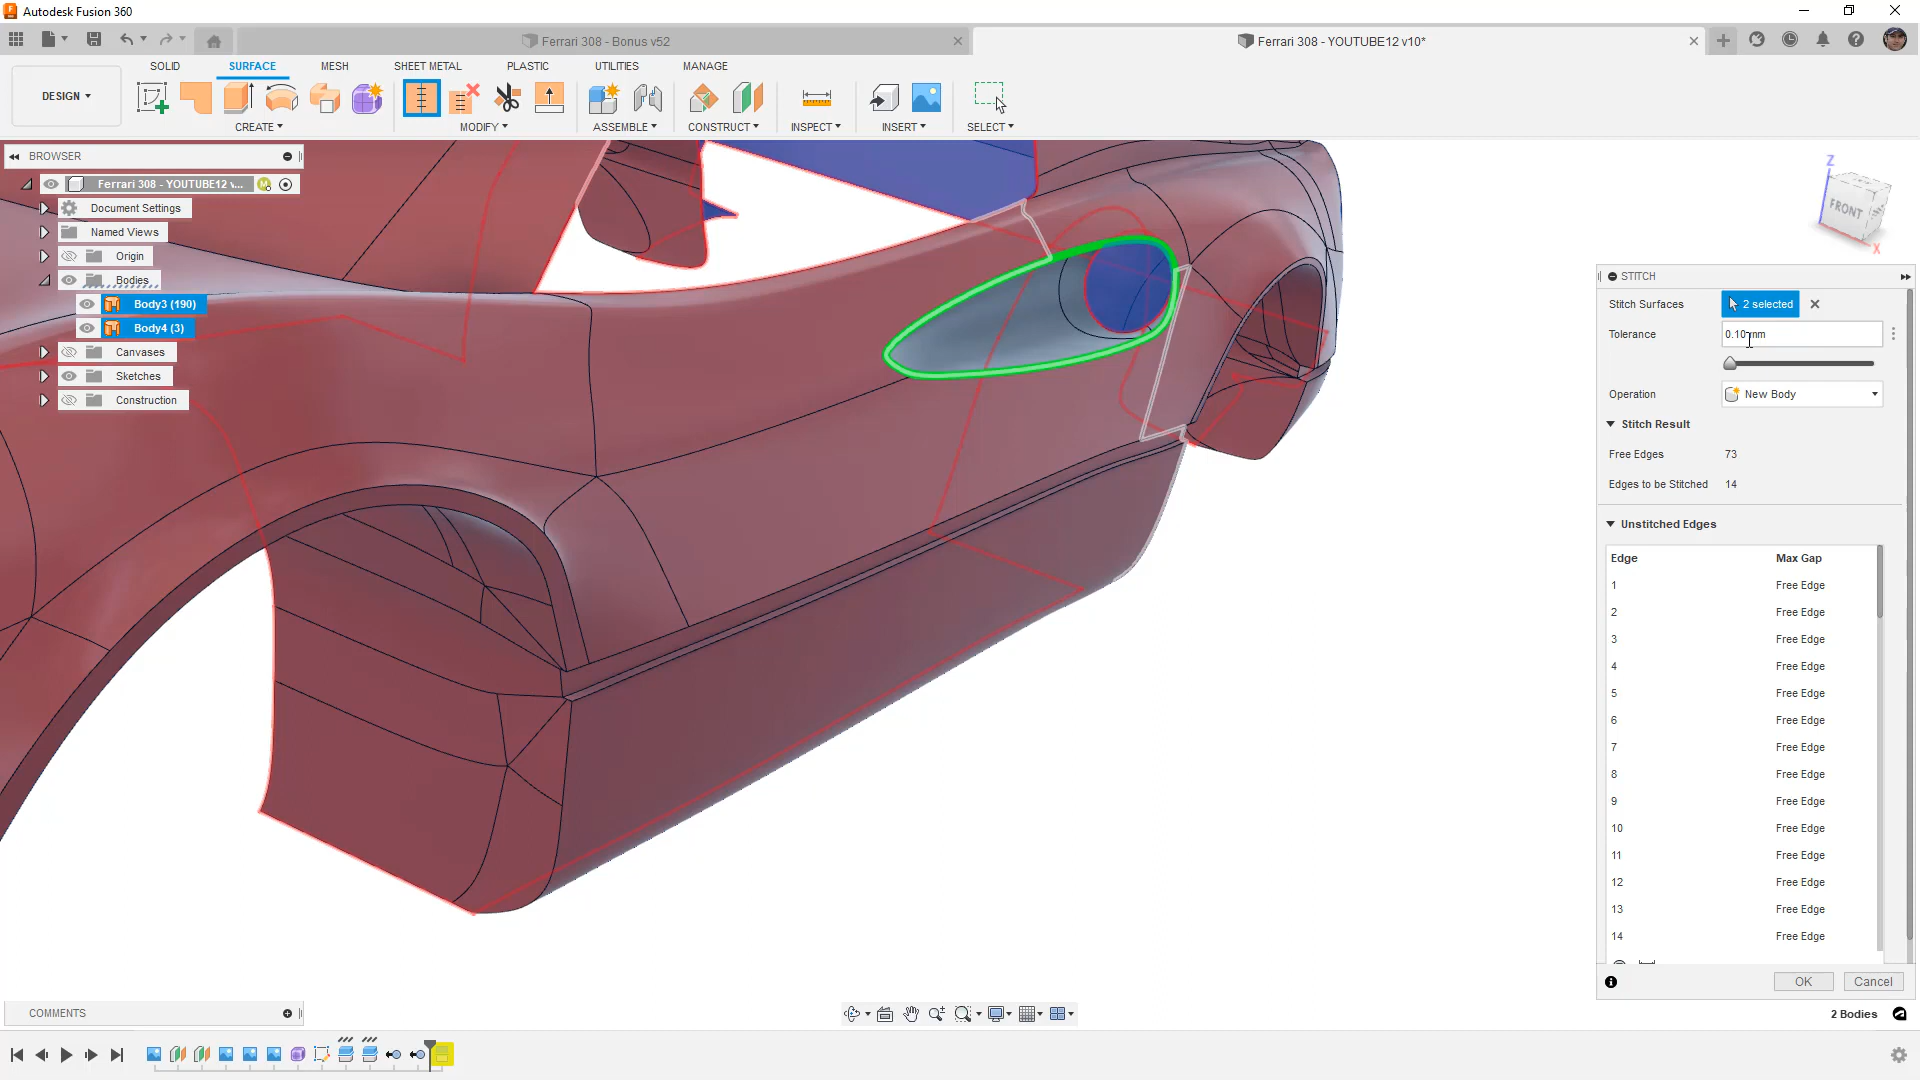 Autodesk Fusion 360
Ferrari 308 - Bonus v52
Ferrari 308 - YOUTUBE12 v10*
DESIGN
SOLID SURFACE MESH SHEET METAL PLASTIC UTILITIES MANAGE
CREATE MODIFY ASSEMBLE CONSTRUCT INSPECT INSERT SELECT
BROWSER
Ferrari 308 - YOUTUBE12 v... M
Document Settings
Named Views
Origin
Bodies
Body3 (190)
Body4 (3)
Canvases
Sketches
Construction
Z
FRONT
X
STITCH
Stitch Surfaces 2 selected
Tolerance 0.10 mm
Operation New Body
Stitch Result
Free Edges 73
Edges to be Stitched 14
Unstitched Edges
Edge Max Gap
1 Free Edge
2 Free Edge
3 Free Edge
4 Free Edge
5 Free Edge
6 Free Edge
7 Free Edge
8 Free Edge
9 Free Edge
10 Free Edge
11 Free Edge
12 Free Edge
13 Free Edge
14 Free Edge
OK Cancel
COMMENTS
2 Bodies